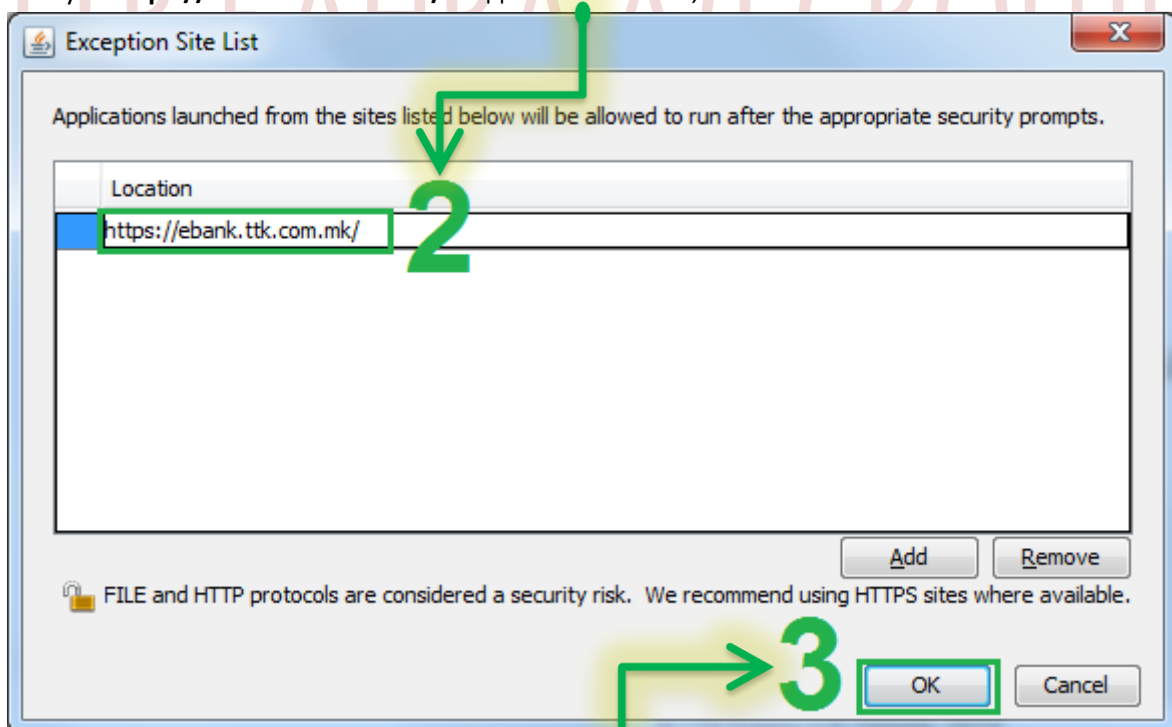 Exception Site List
Applications launched from the sites listed below will be allowed to run after the appropriate security prompts.
Location
2
https://ebank.ttk.com.mk/
Add Remove
FILE and HTTP protocols are considered a security risk. We recommend using HTTPS sites where available.
3
OK Cancel